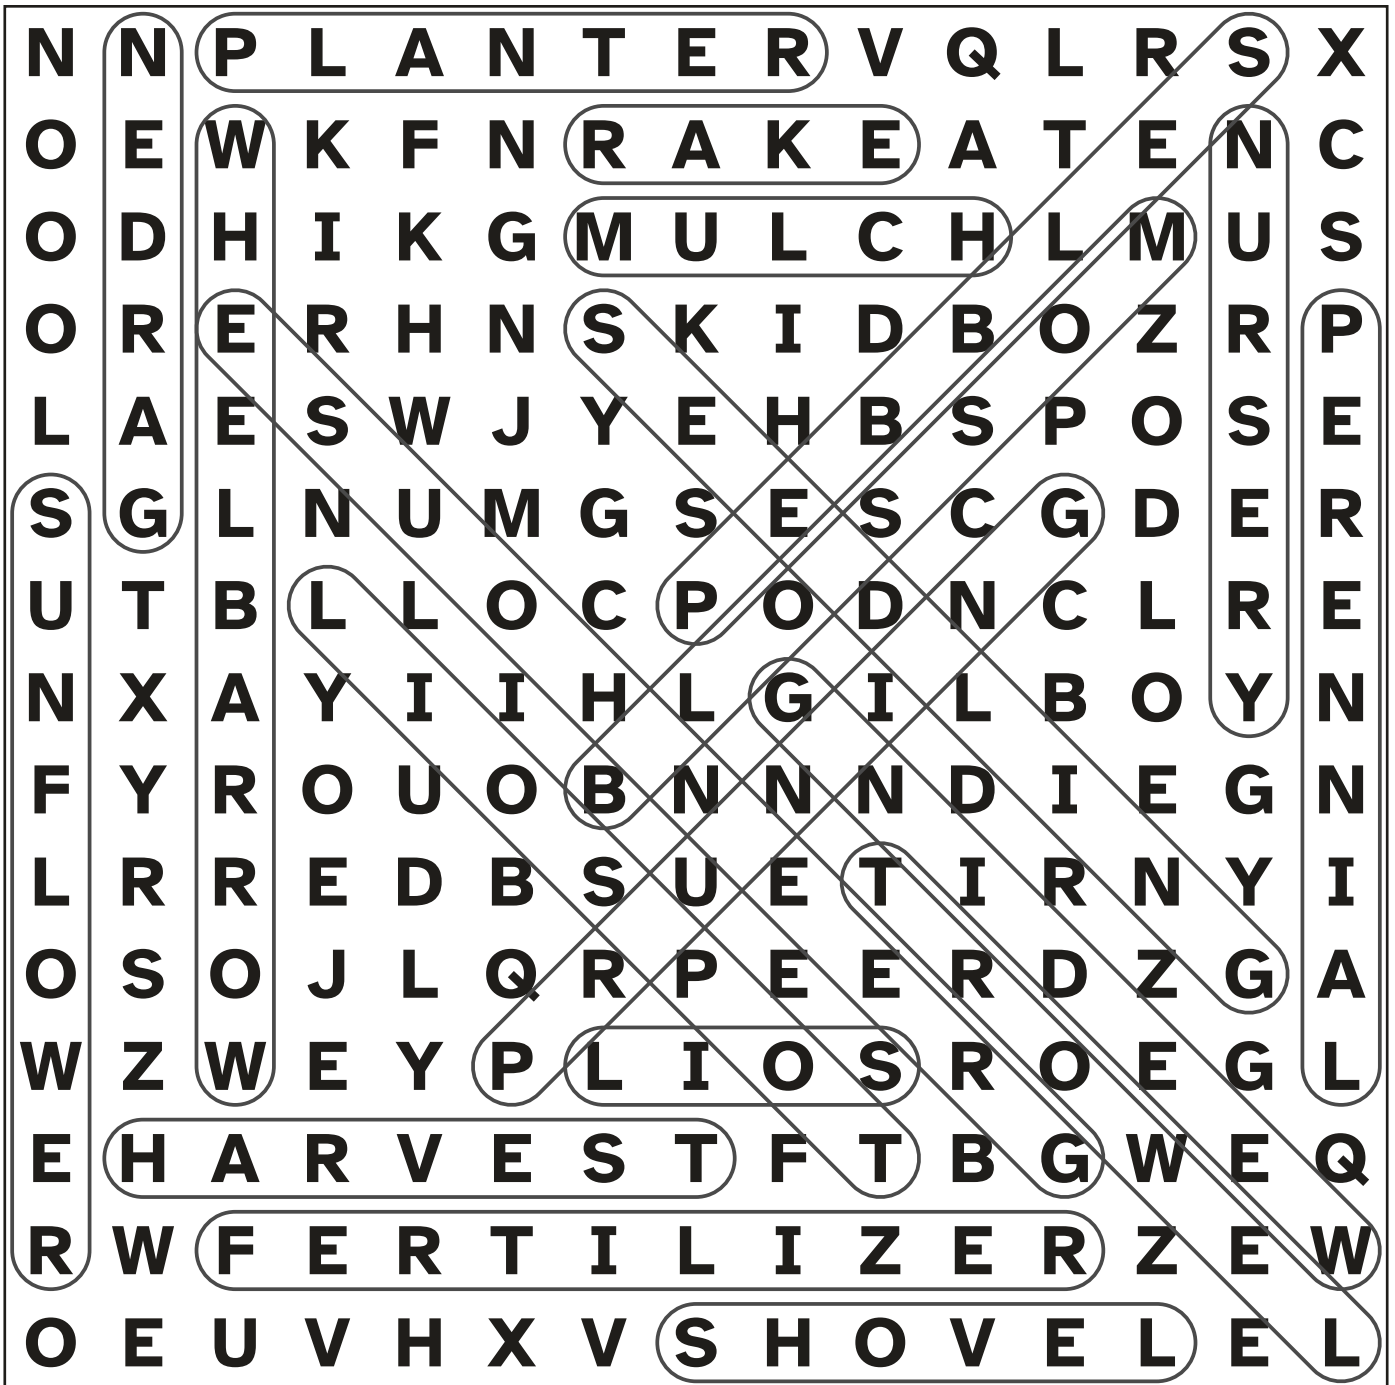 N N P L A N T E R V Q L R S X
O E W K F N R A K E A T E N C
O D H I K G M U L C H L M U S
O R E R H N S K I D B O Z R P
L A E S W J Y E H B S P O S E
S G L N U M G S E S C G D E R
U T B L L O C P O D N C L R E
N X A Y I I H L G I L B O Y N
F Y R O U O B N N N D I E G N
L R R E D B S U E T I R N Y I
O S O J L Q R P E E R D Z G A
W Z W E Y P L I O S R O E G L
E H A R V E S T F T B G W E Q
R W F E R T I L I Z E R Z E W
O E U V H X V S H O V E L E L